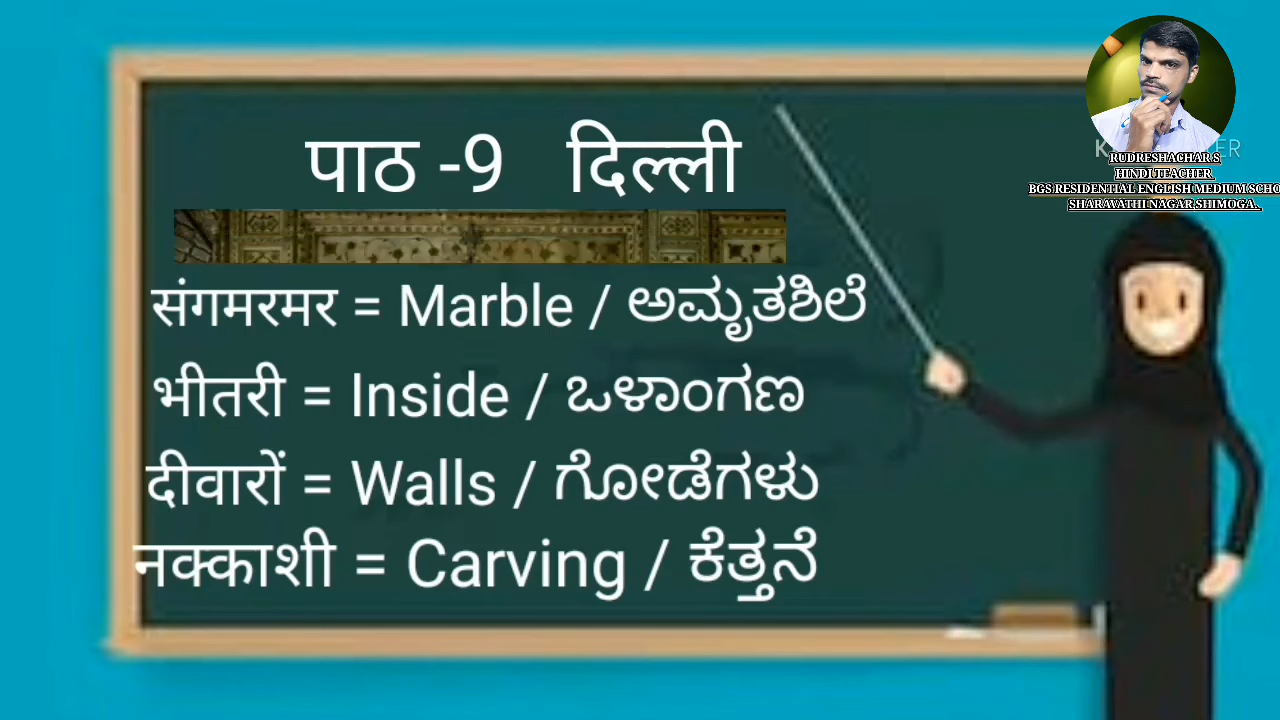 पाठ -9 दिल्ली
संगमरमर = Marble / ಅಮೃತಶಿಲೆ
भीतरी = Inside / ಒಳಾಂಗಣ
दीवारों = Walls / ಗೋಡೆಗಳು
नक्काशी = Carving / ಕೆತ್ತನೆ
RUDRESHACHAR S
HINDI TEACHER
BGS RESIDENTIAL ENGLISH MEDIUM SCHO
SHARAVATHI NAGAR SHIMOGA..